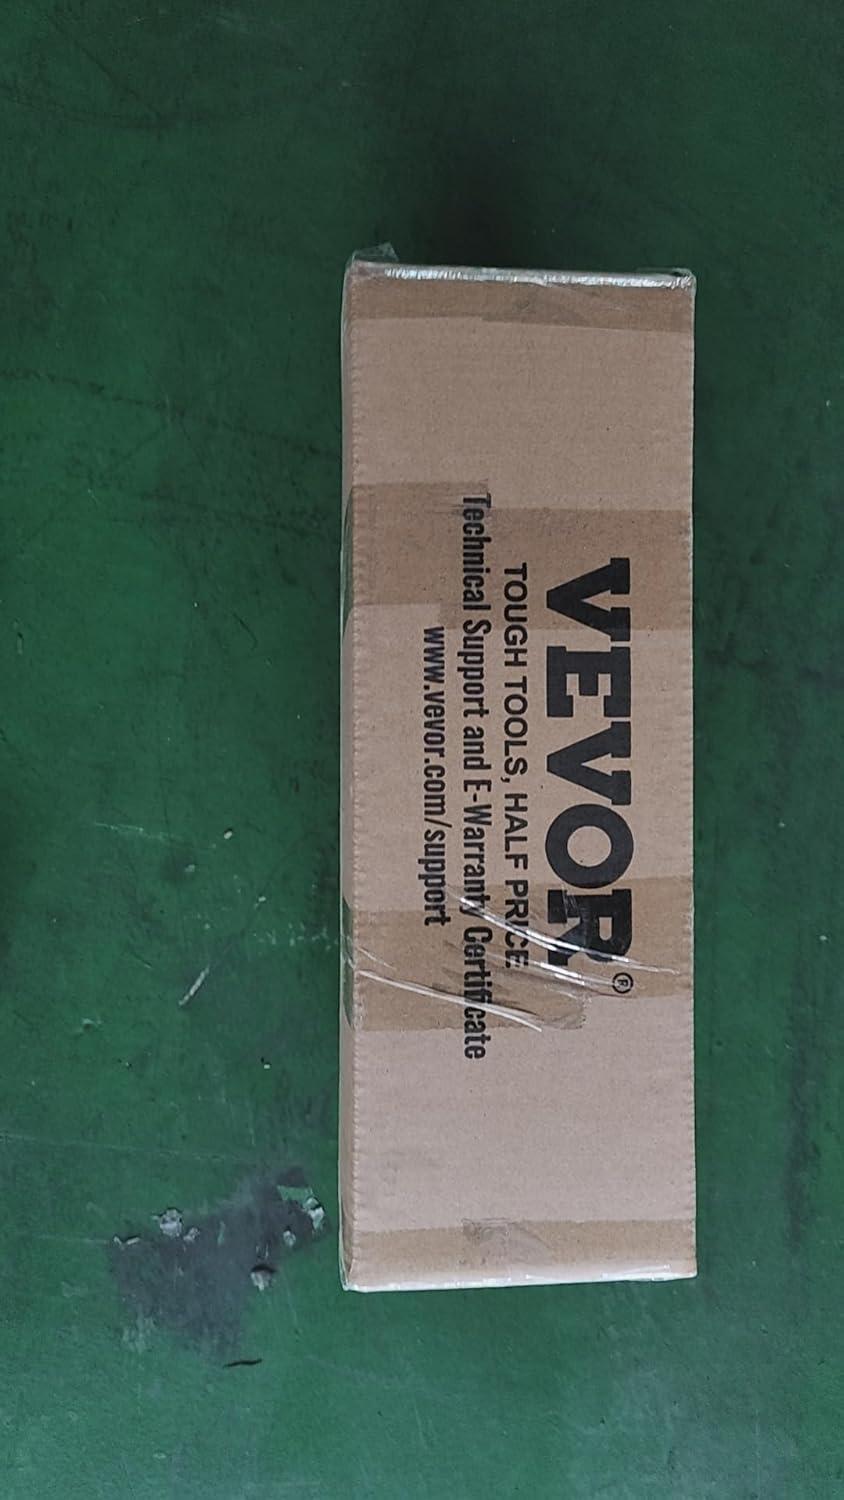 VEVOR®
TOUGH TOOLS, HALF PRICE
Technical Support and E-Warranty Certificate
www.vevor.com/support